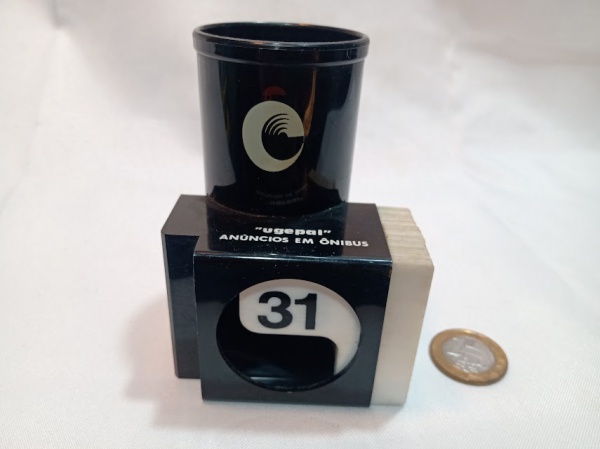 "ugepal"
ANÚNCIOS EM ÔNIBUS
31